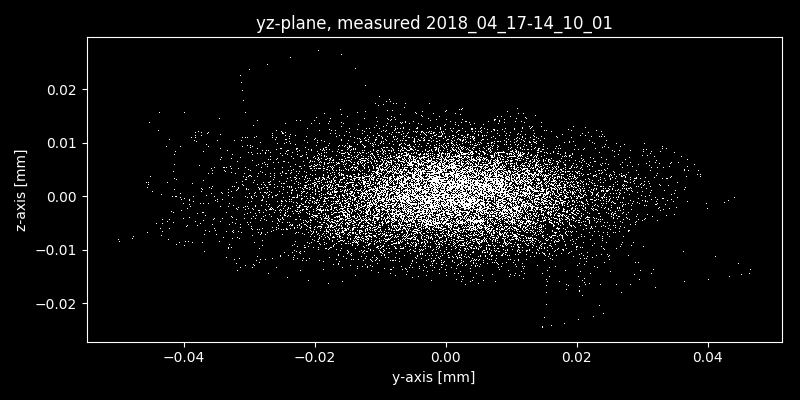 yz-plane, measured 2018_04_17-14_10_01
0.02
0.01
0.00
−0.01
−0.02
z-axis [mm]
−0.04 −0.02 0.00 0.02 0.04
y-axis [mm]